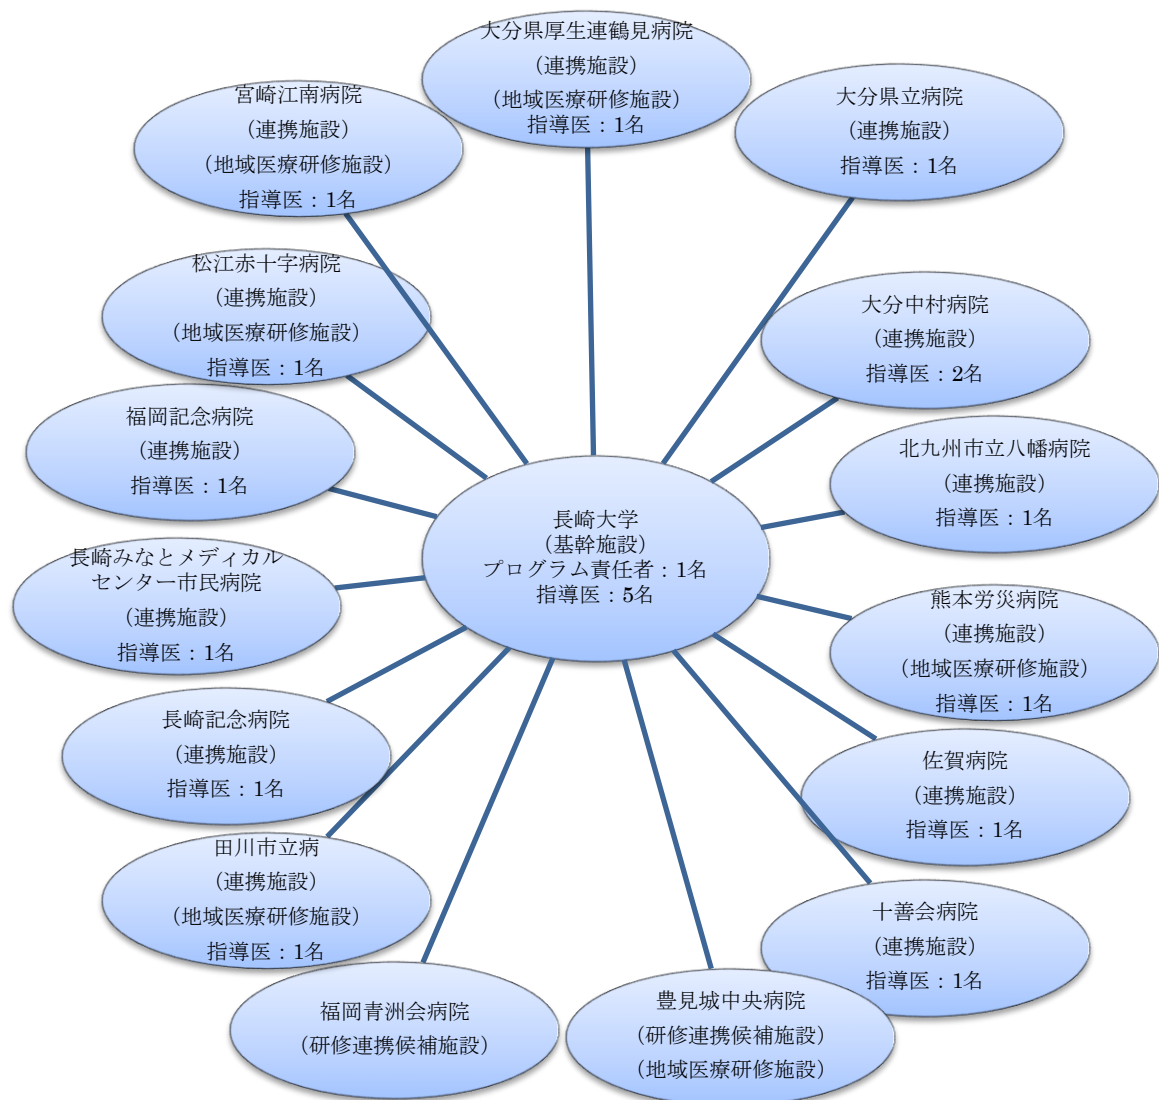 大分県厚生連鶴見病院
（連携施設）
（地域医療研修施設）
指導医：1名
大分県立病院
（連携施設）
指導医：1名
大分中村病院
（連携施設）
指導医：2名
北九州市立八幡病院
（連携施設）
指導医：1名
熊本労災病院
（連携施設）
（地域医療研修施設）
指導医：1名
佐賀病院
（連携施設）
指導医：1名
十善会病院
（連携施設）
指導医：1名
豊見城中央病院
（研修連携候補施設）
（地域医療研修施設）
福岡青洲会病院
（研修連携候補施設）
田川市立病
（連携施設）
（地域医療研修施設）
指導医：1名
長崎記念病院
（連携施設）
指導医：1名
長崎みなとメディカル
センター市民病院
（連携施設）
指導医：1名
福岡記念病院
（連携施設）
指導医：1名
松江赤十字病院
（連携施設）
（地域医療研修施設）
指導医：1名
宮崎江南病院
（連携施設）
（地域医療研修施設）
指導医：1名
長崎大学
（基幹施設）
プログラム責任者：1名
指導医：5名